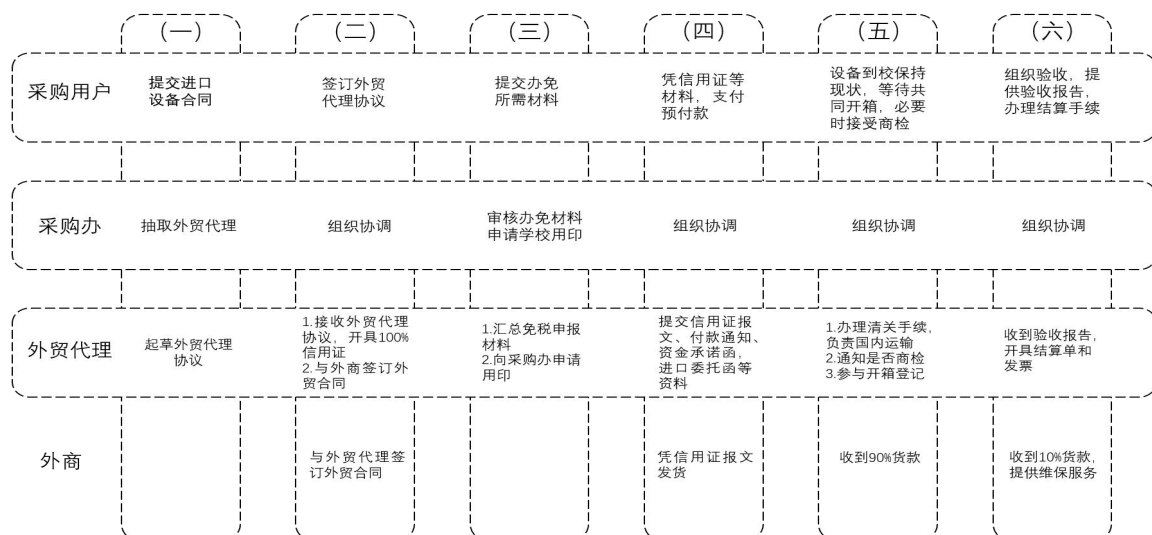 （一）
（二）
（三）
（四）
（五）
（六）
采购用户
提交进口
设备合同
签订外贸
代理协议
提交办免
所需材料
凭信用证等
材料，支付
预付款
设备到校保持
现状，等待共
同开箱，必要
时接受商检
组织验收，提
供验收报告，
办理结算手续
采购办
抽取外贸代理
组织协调
审核办免材料
申请学校用印
组织协调
组织协调
组织协调
外贸代理
起草外贸代理
协议
1.接收外贸代理
协议，开具100%
信用证
2.与外商签订外
贸合同
1.汇总免税申报
材料
2.向采购办申请
用印
提交信用证报
文、付款通知、
资金承诺函，
进口委托函等
资料
1.办理清关手续，
负责国内运输
2.通知是否商检
3.参与开箱登记
收到验收报告，
开具结算单和
发票
外商
与外贸代理签
订外贸合同
凭信用证报文
发货
收到90%货款
收到10%货款，
提供维保服务